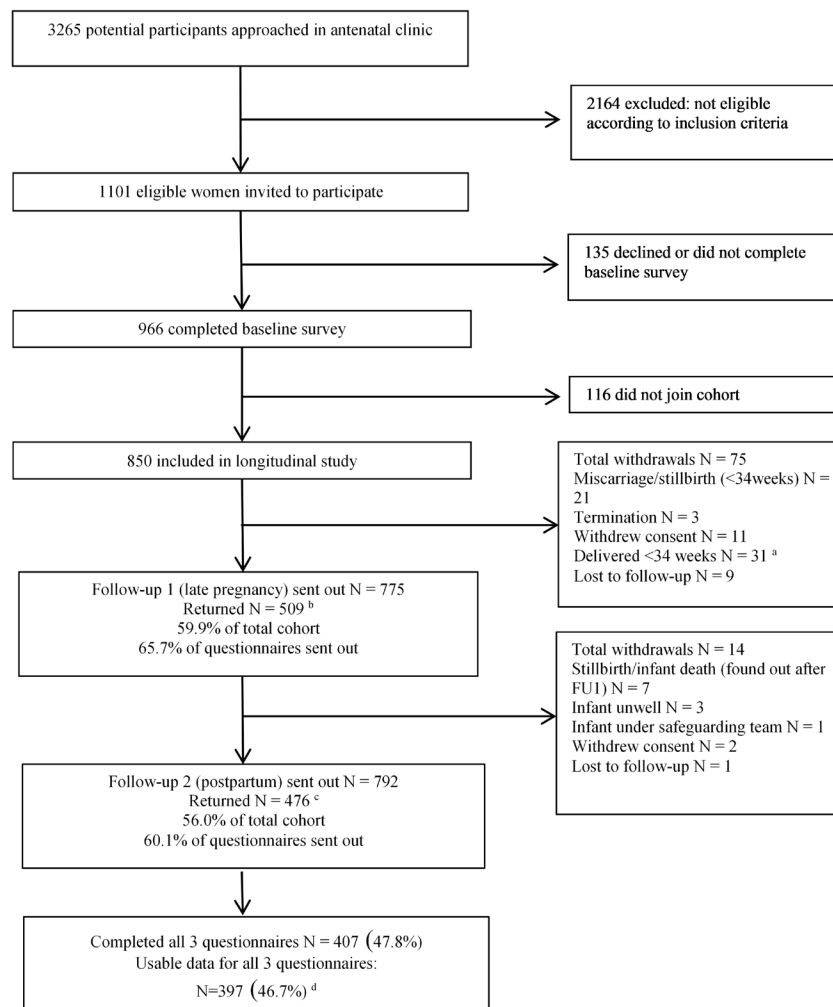 3265 potential participants approached in antenatal clinic
2164 excluded: not eligible
according to inclusion criteria
1101 eligible women invited to participate
135 declined or did not complete
baseline survey
966 completed baseline survey
116 did not join cohort
850 included in longitudinal study
Total withdrawals N = 75
Miscarriage/stillbirth (<34weeks) N =
21
Termination N = 3
Withdrew consent N = 11
Delivered <34 weeks N = 31 a
Lost to follow-up N = 9
Follow-up 1 (late pregnancy) sent out N = 775
Returned N = 509 b
59.9% of total cohort
65.7% of questionnaires sent out
Total withdrawals N = 14
Stillbirth/infant death (found out after
FU1) N = 7
Infant unwell N = 3
Infant under safeguarding team N = 1
Withdrew consent N = 2
Lost to follow-up N = 1
Follow-up 2 (postpartum) sent out N = 792
Returned N = 476 c
56.0% of total cohort
60.1% of questionnaires sent out
Completed all 3 questionnaires N = 407 (47.8%)
Usable data for all 3 questionnaires:
N=397 (46.7%) d